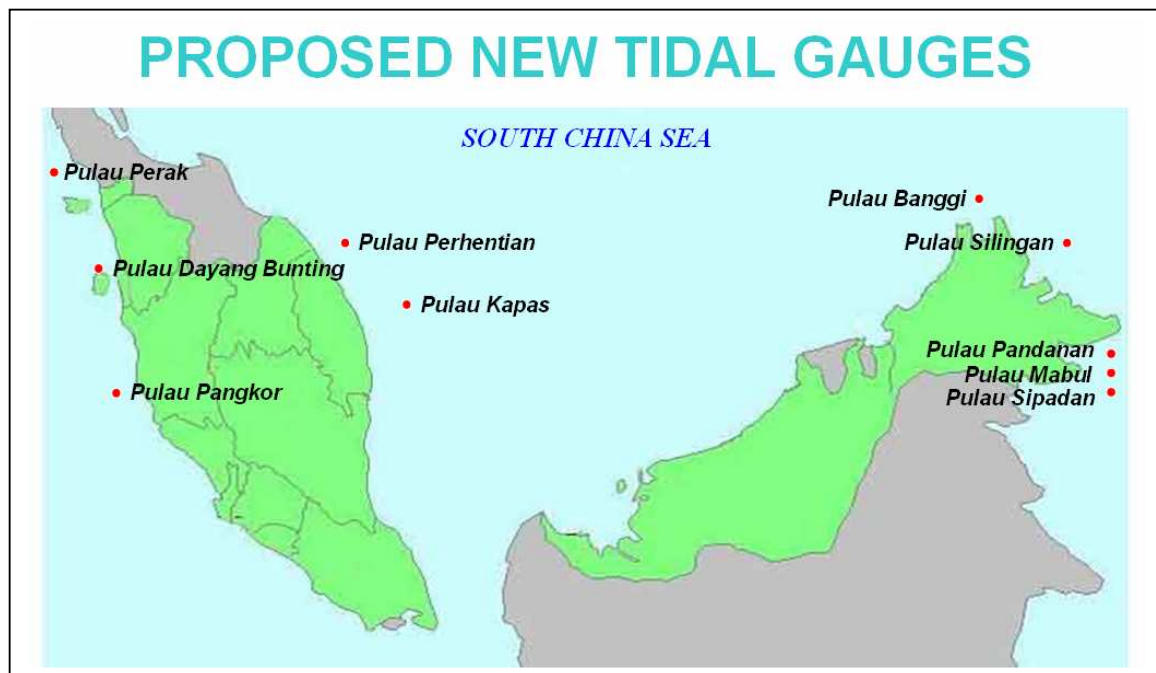 PROPOSED NEW TIDAL GAUGES
SOUTH CHINA SEA
Pulau Perak
Pulau Banggi
Pulau Perhentian
Pulau Silingan
Pulau Dayang Bunting
Pulau Kapas
Pulau Pandanan
Pulau Mabul
Pulau Pangkor
Pulau Sipadan